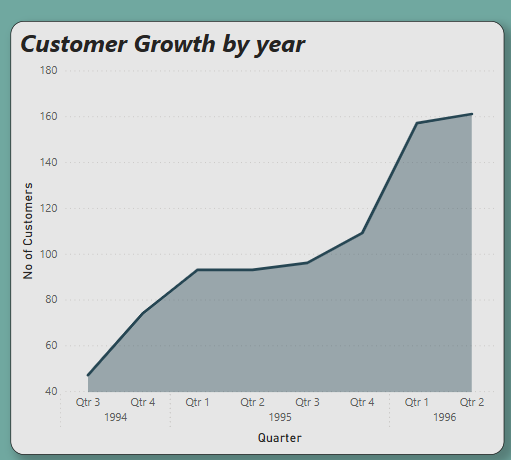 Customer Growth by year
180
160
140
120
100
80
60
40
No of Customers
Qtr 3 Qtr 4 Qtr 1 Qtr 2 Qtr 3 Qtr 4 Qtr 1 Qtr 2
1994 1995 1996
Quarter